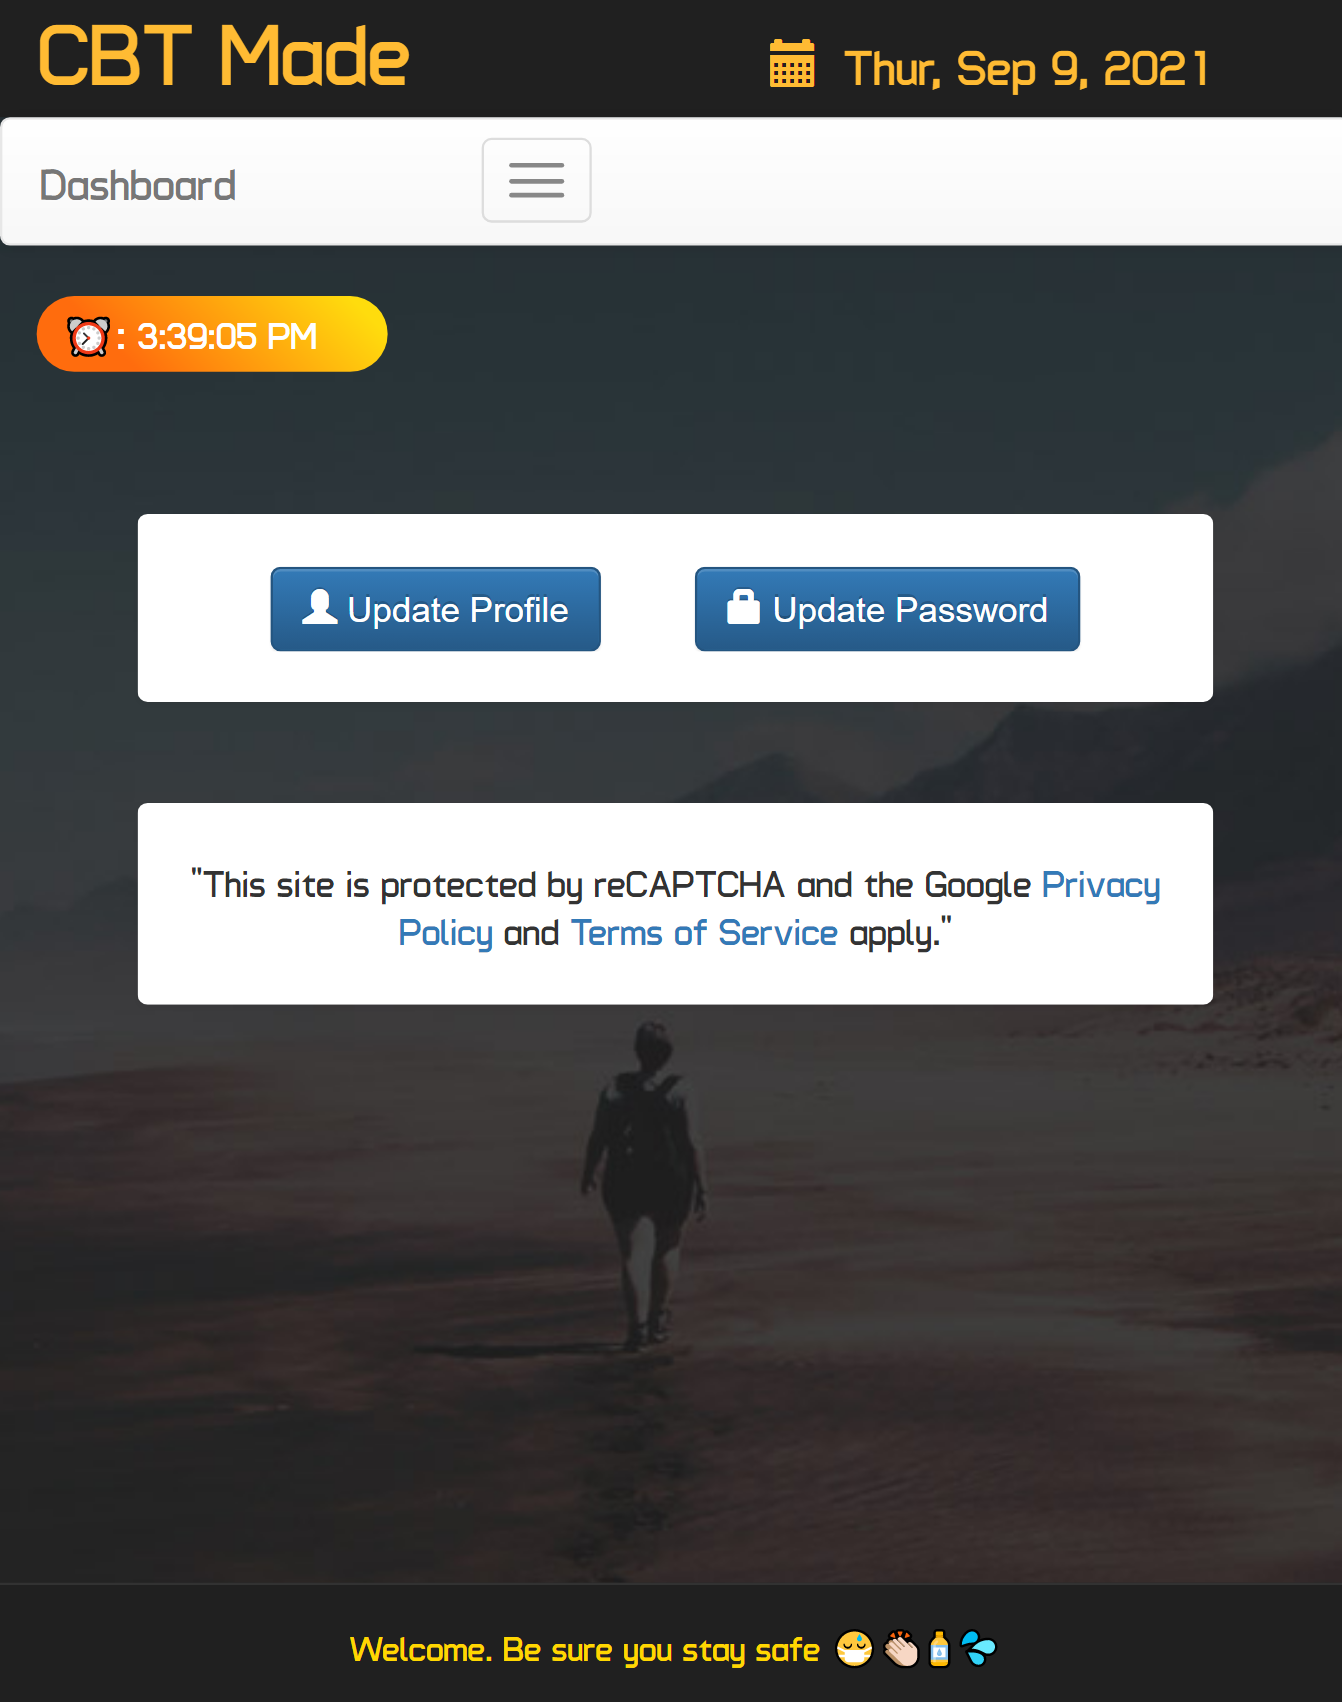 CBT Made
Thur, Sep 9, 2021
Dashboard
: 3:39:05 PM
Update Profile
Update Password
"This site is protected by reCAPTCHA and the Google Privacy
Policy and Terms of Service apply."
Welcome. Be sure you stay safe